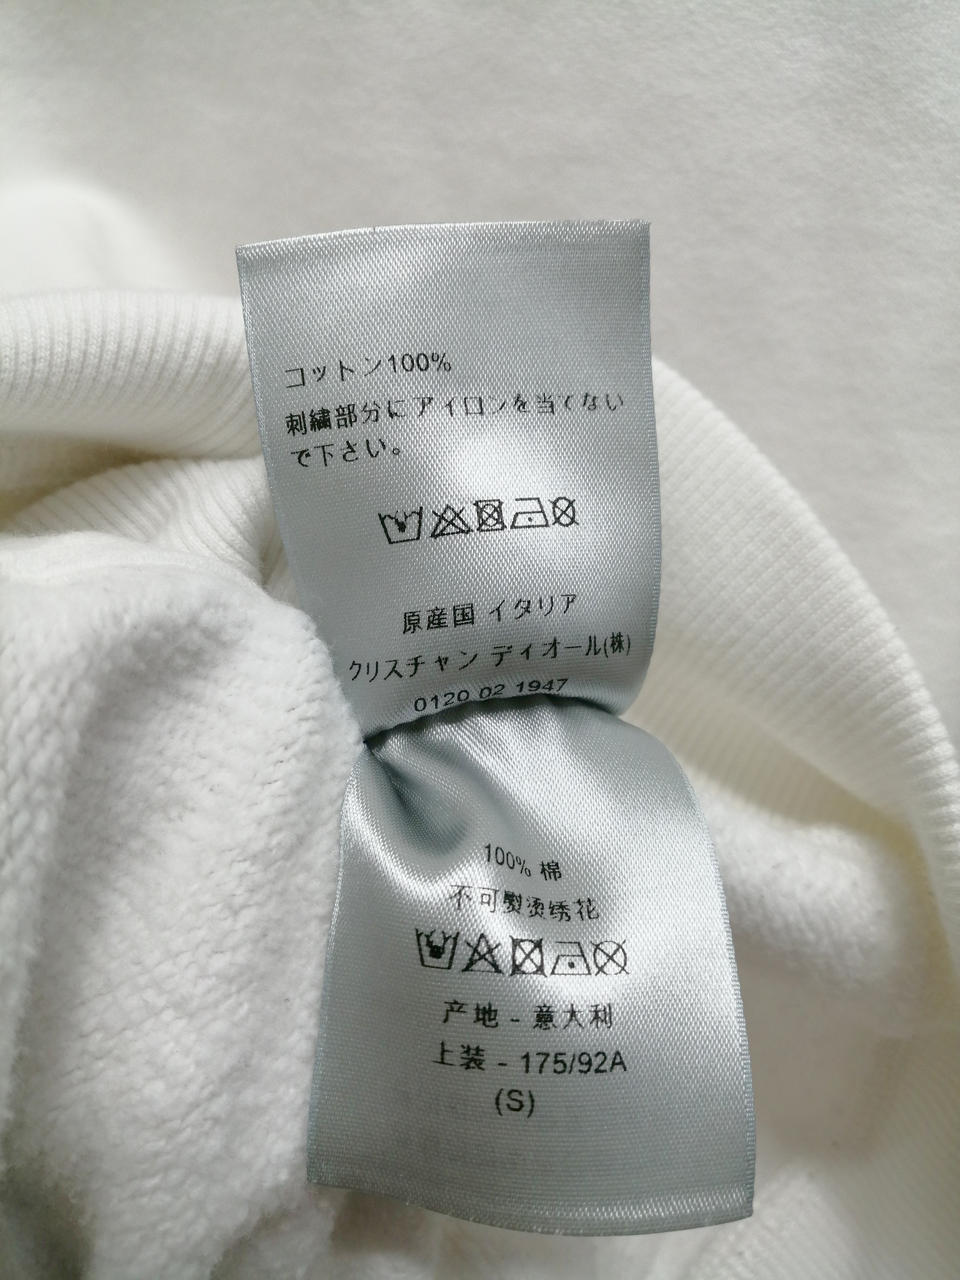 コットン100%
刺繍部分にアイロンを当てない
で下さい。
原産国 イタリア
クリスチャン ディオール(株)
0120 02 1947
100% 棉
不可熨烫绣花
产地 - 意大利
上装 - 175/92A
(S)